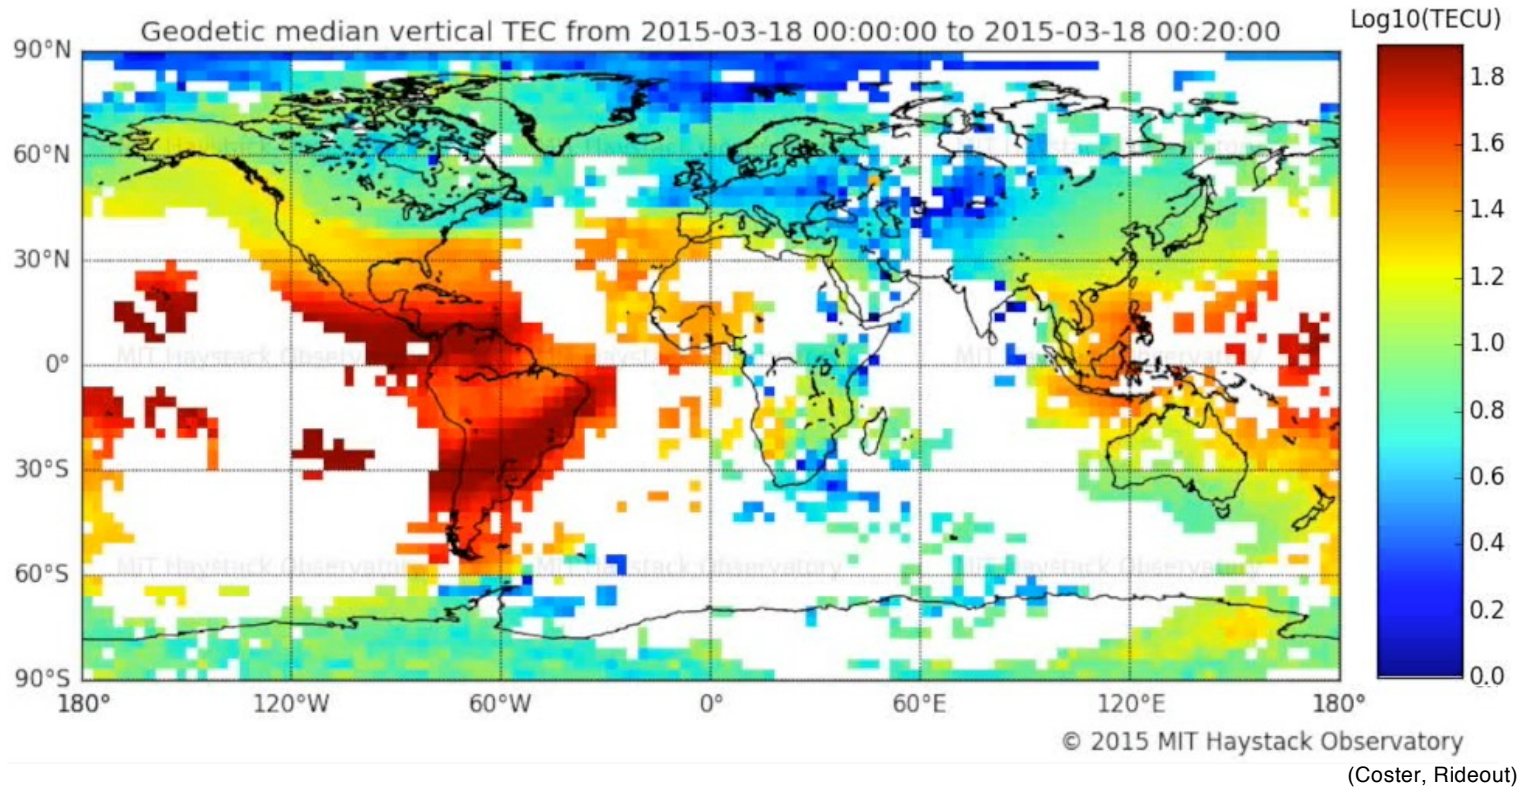 Log10(TECU)
Geodetic median vertical TEC from 2015-03-18 00:00:00 to 2015-03-18 00:20:00
90°N
60°N
30°N
0°
30°S
60°S
90°S
180°
120°W
60°W
0°
60°E
120°E
180°
1.8
1.6
1.4
1.2
1.0
0.8
0.6
0.4
0.2
0.0
MIT Haystack Observatory
© 2015 MIT Haystack Observatory
(Coster, Rideout)